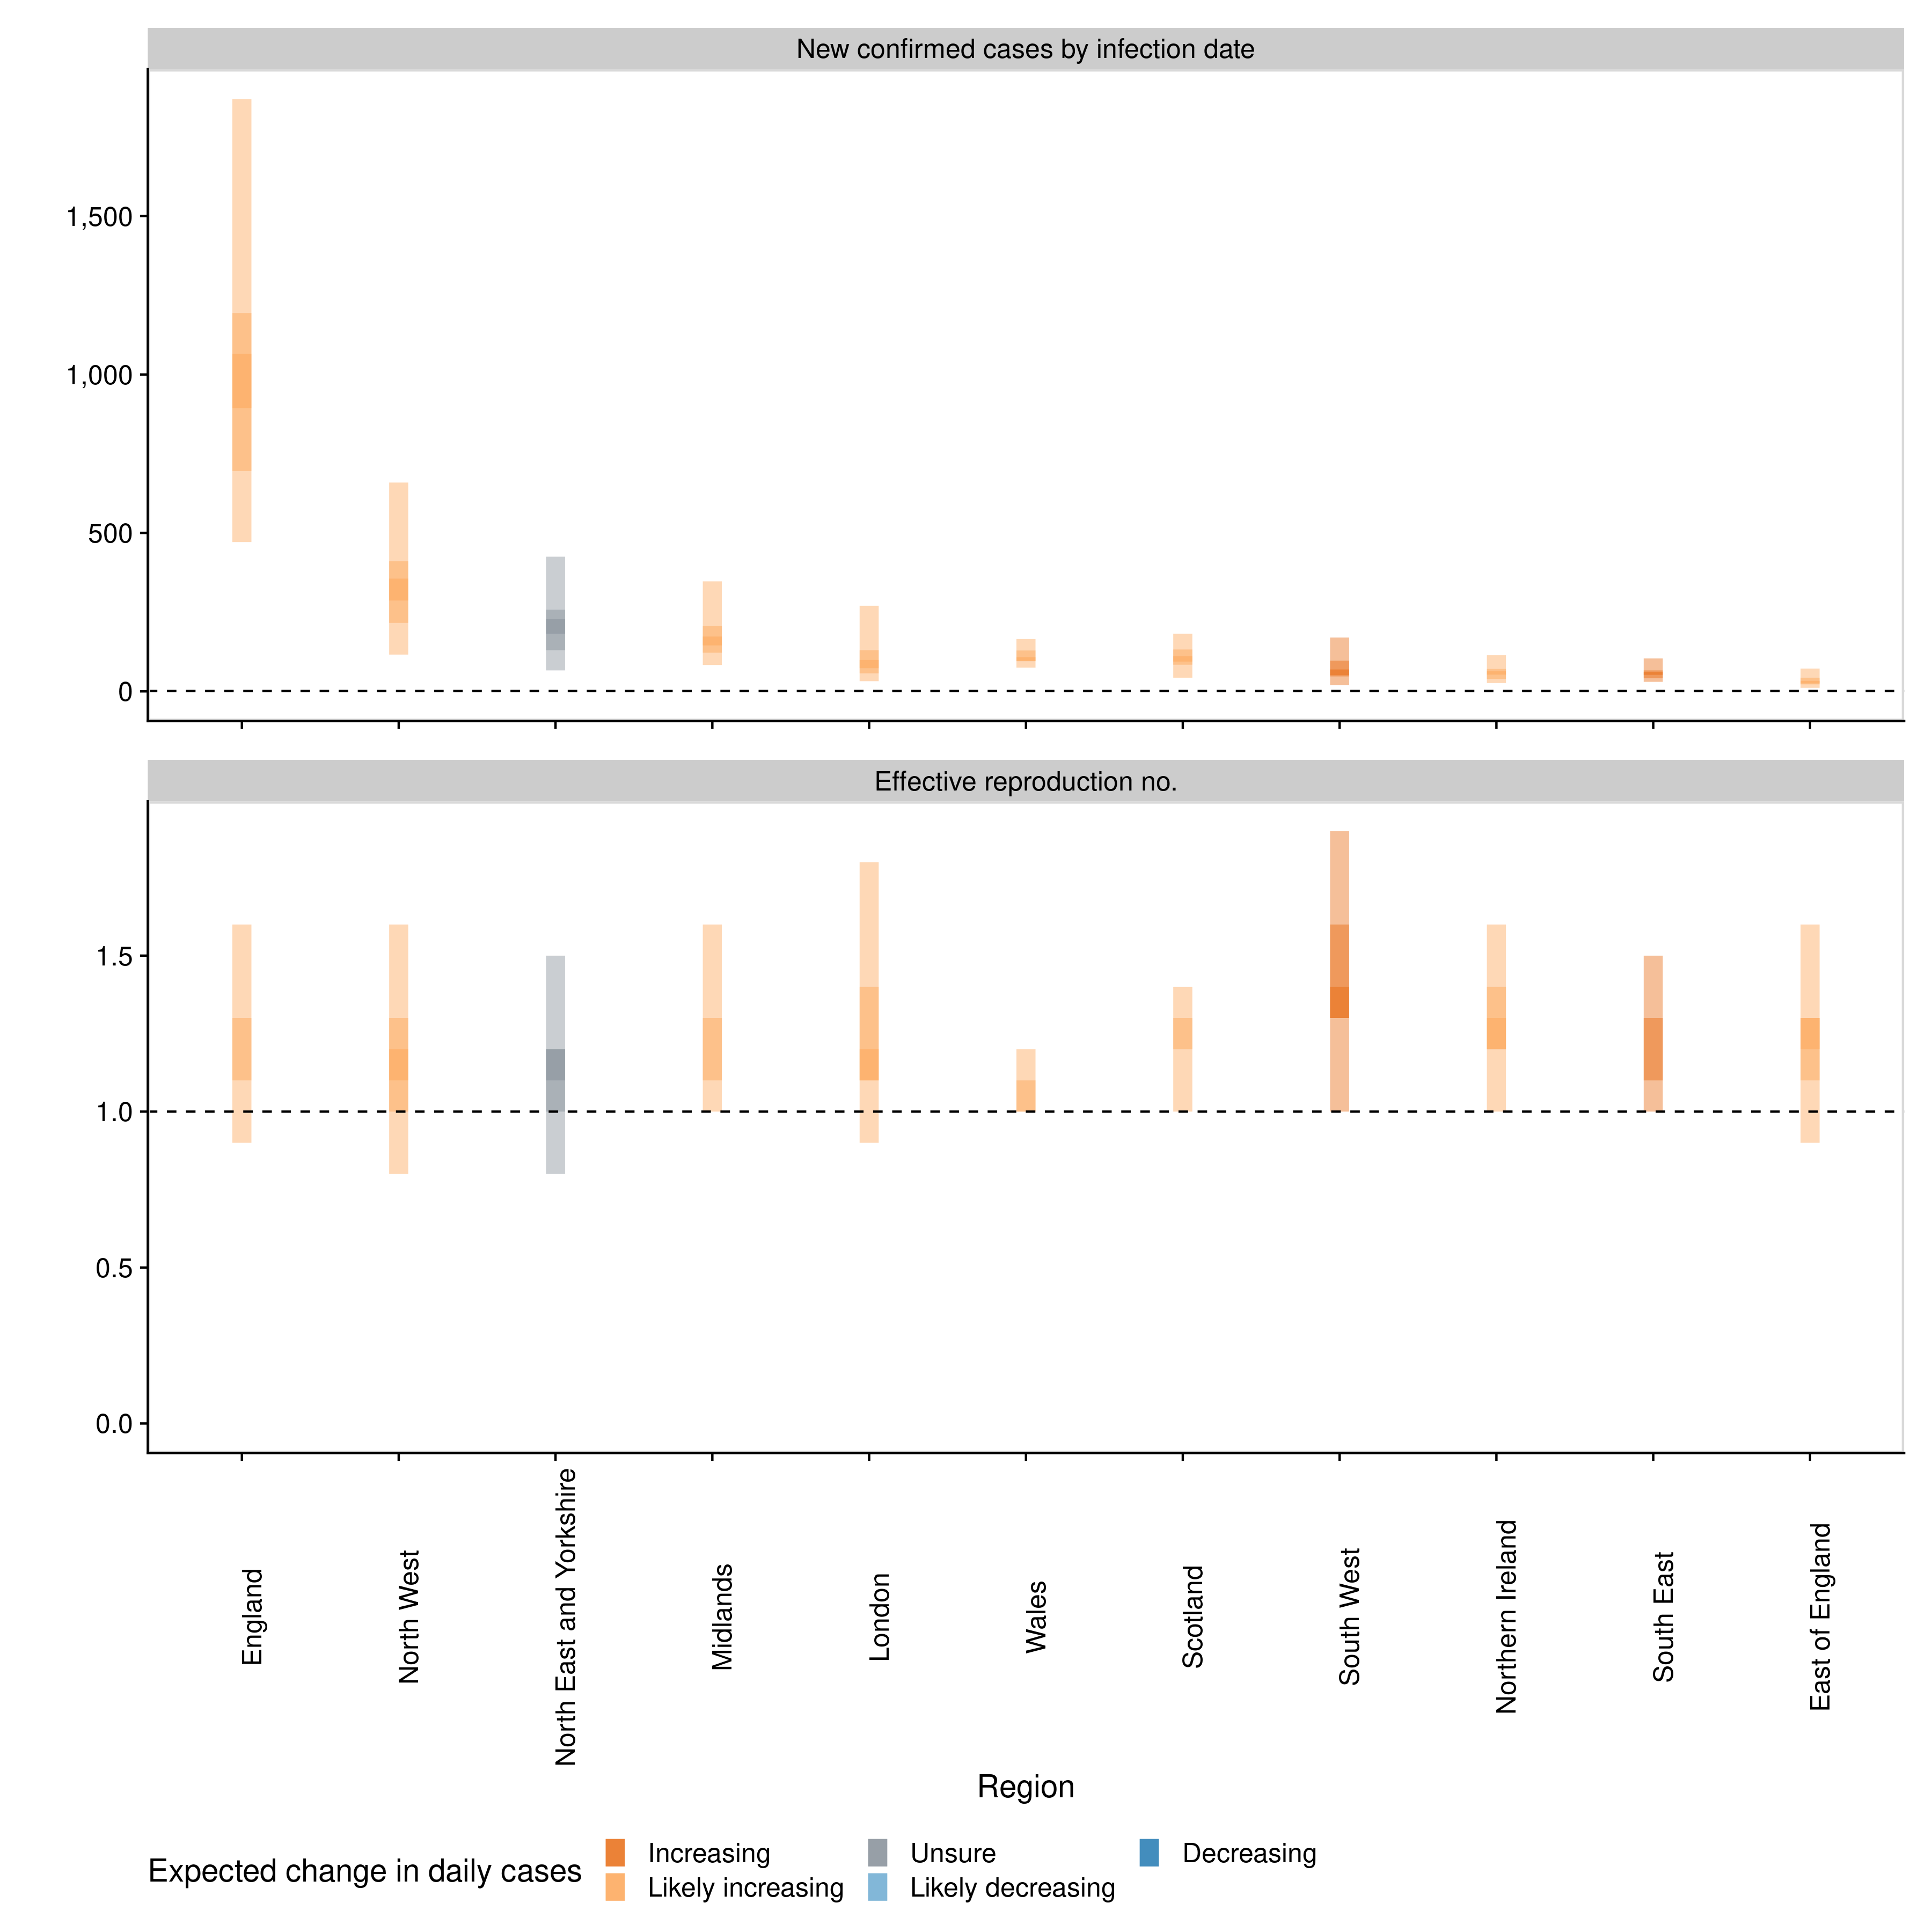 New confirmed cases by infection date
1,500
1,000
500
0
Effective reproduction no.
1.5
1.0
0.5
0.0
England
North West
North East and Yorkshire
Midlands
London
Wales
Scotland
South West
Northern Ireland
South East
East of England
Region
Expected change in daily cases
Increasing
Likely increasing
Unsure
Likely decreasing
Decreasing